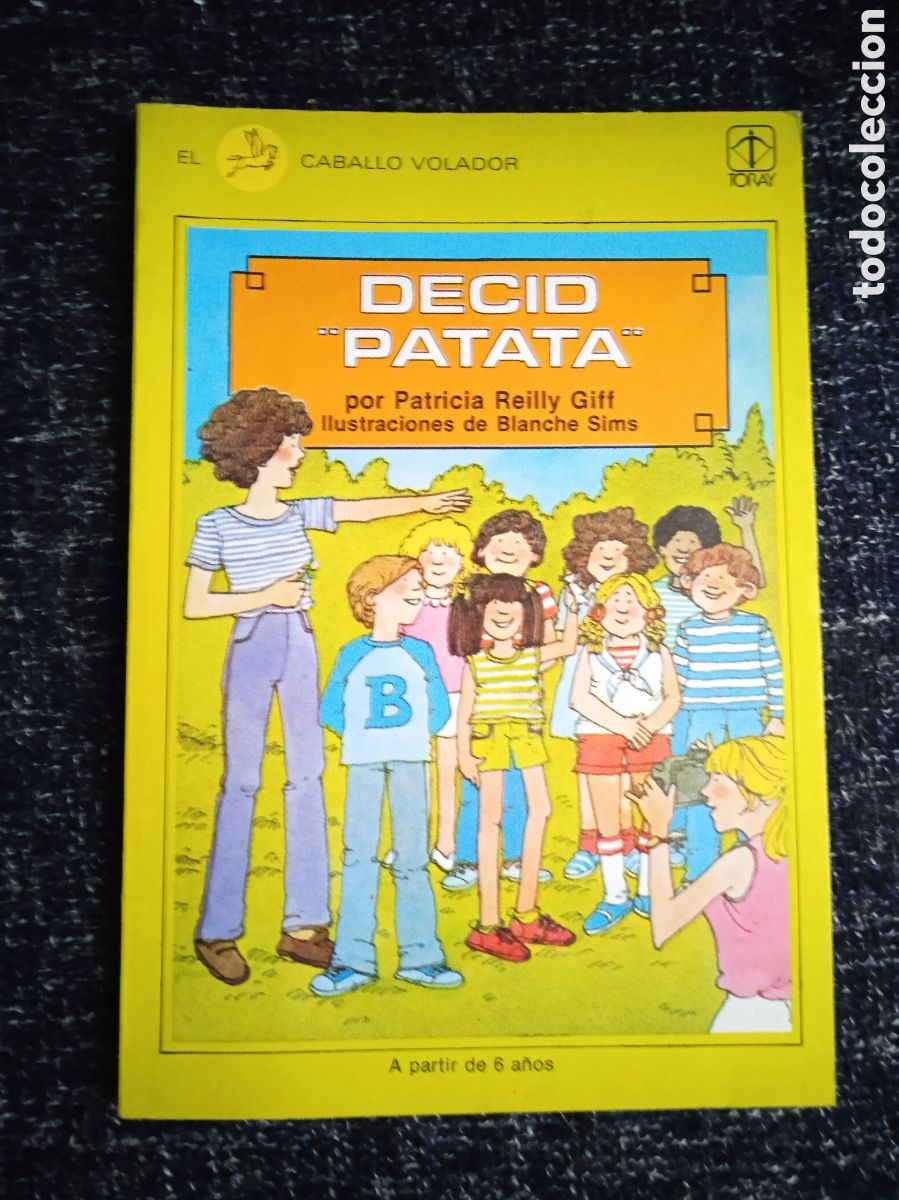 EL CABALLO VOLADOR
TORAY
DECID
"PATATA"
por Patricia Reilly Giff
Ilustraciones de Blanche Sims
B
A partir de 6 años
todocoleccion